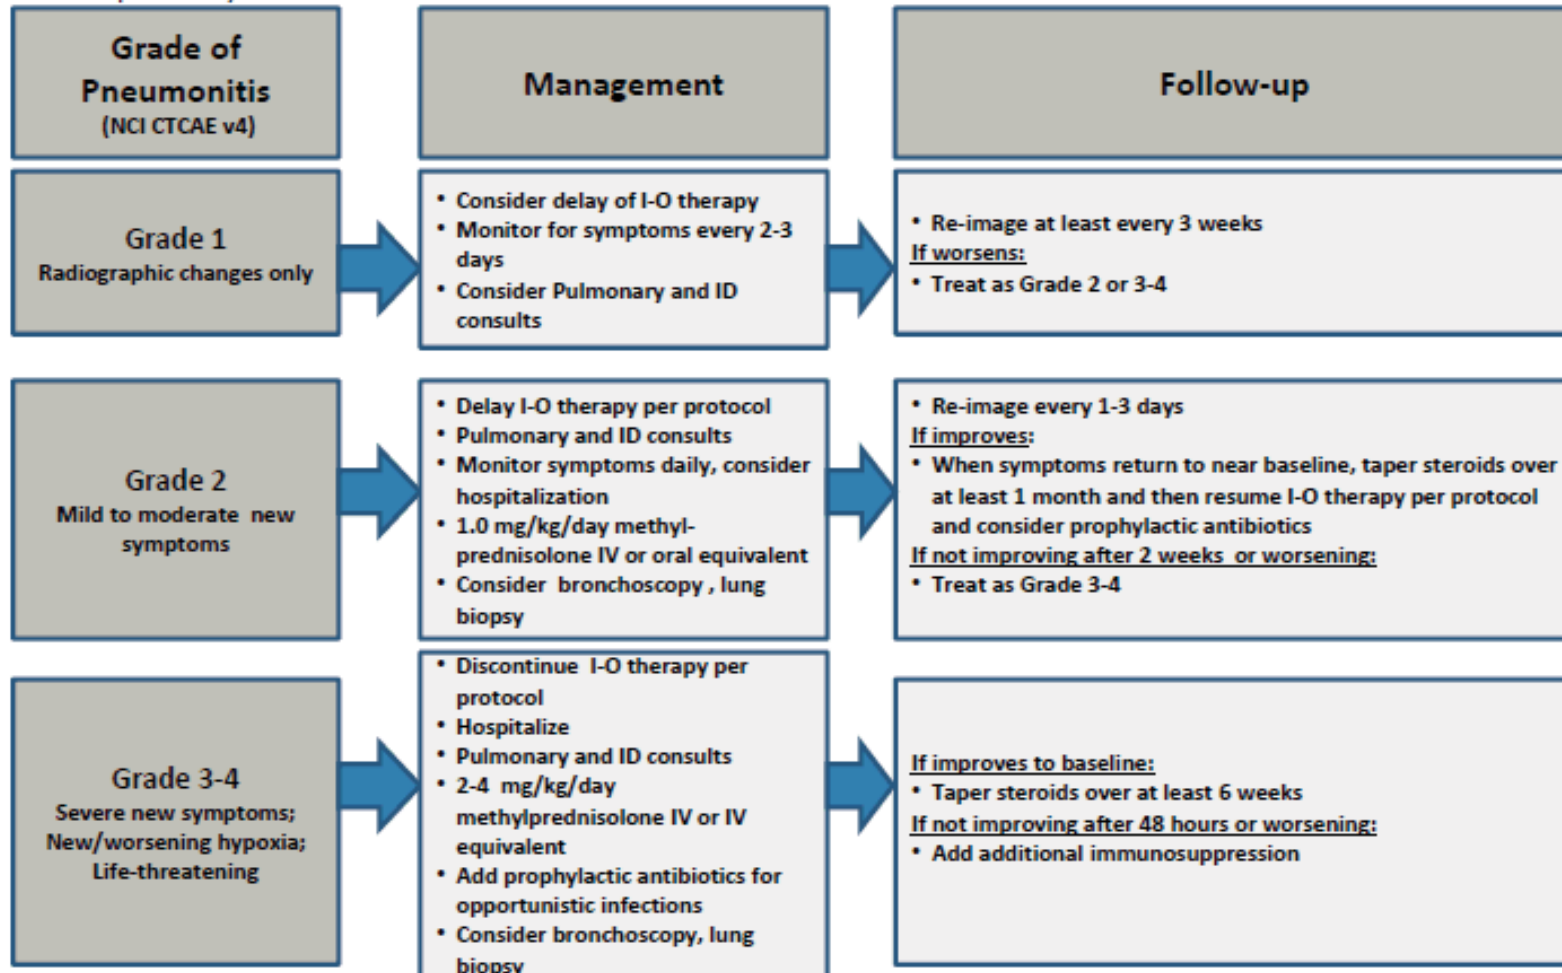 Grade of
Pneumonitis
(NCI CTCAE v4)
Management
Follow-up
Grade 1
Radiographic changes only
• Consider delay of I-O therapy
• Monitor for symptoms every 2-3
days
• Consider Pulmonary and ID
consults
• Re-image at least every 3 weeks
If worsens:
• Treat as Grade 2 or 3-4
Grade 2
Mild to moderate new
symptoms
• Delay I-O therapy per protocol
• Pulmonary and ID consults
• Monitor symptoms daily, consider
hospitalization
• 1.0 mg/kg/day methyl-
prednisolone IV or oral equivalent
• Consider bronchoscopy , lung
biopsy
• Re-image every 1-3 days
If improves:
• When symptoms return to near baseline, taper steroids over
at least 1 month and then resume I-O therapy per protocol
and consider prophylactic antibiotics
If not improving after 2 weeks or worsening:
• Treat as Grade 3-4
Grade 3-4
Severe new symptoms;
New/worsening hypoxia;
Life-threatening
• Discontinue I-O therapy per
protocol
• Hospitalize
• Pulmonary and ID consults
• 2-4 mg/kg/day
methylprednisolone IV or IV
equivalent
• Add prophylactic antibiotics for
opportunistic infections
• Consider bronchoscopy, lung
biopsy
If improves to baseline:
• Taper steroids over at least 6 weeks
If not improving after 48 hours or worsening:
• Add additional immunosuppression